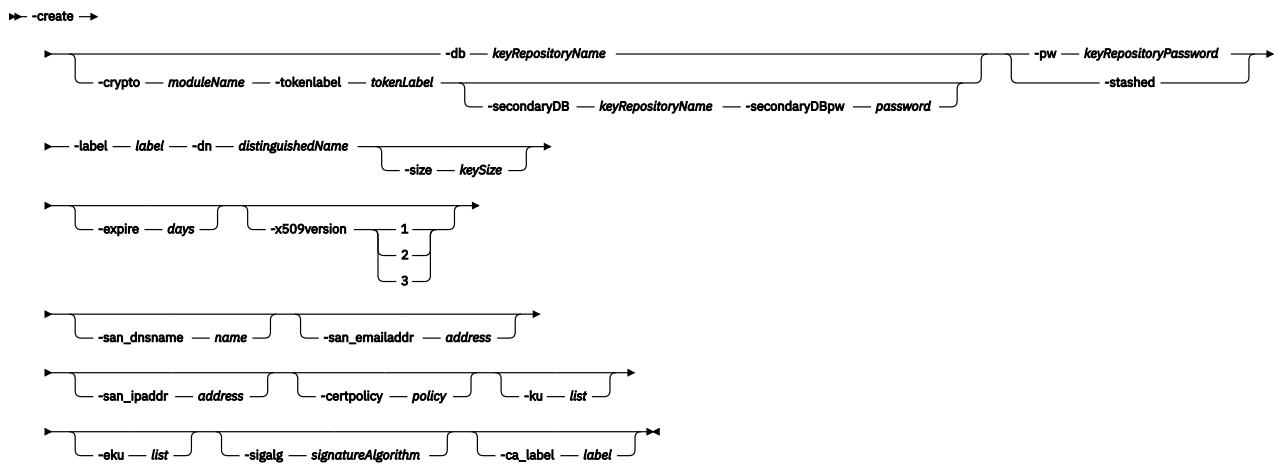 -create
-db keyRepositoryName -pw keyRepositoryPassword
-crypto moduleName -tokenlabel tokenLabel -stashed
-secondaryDB keyRepositoryName -secondaryDBpw password
-label label -dn distinguishedName
-size keySize
-expire days -x509version 1
2
3
-san_dnsname name -san_emailaddr address
-san_ipaddr address -certpolicy policy -ku list
-eku list -sigalg signatureAlgorithm -ca_label label